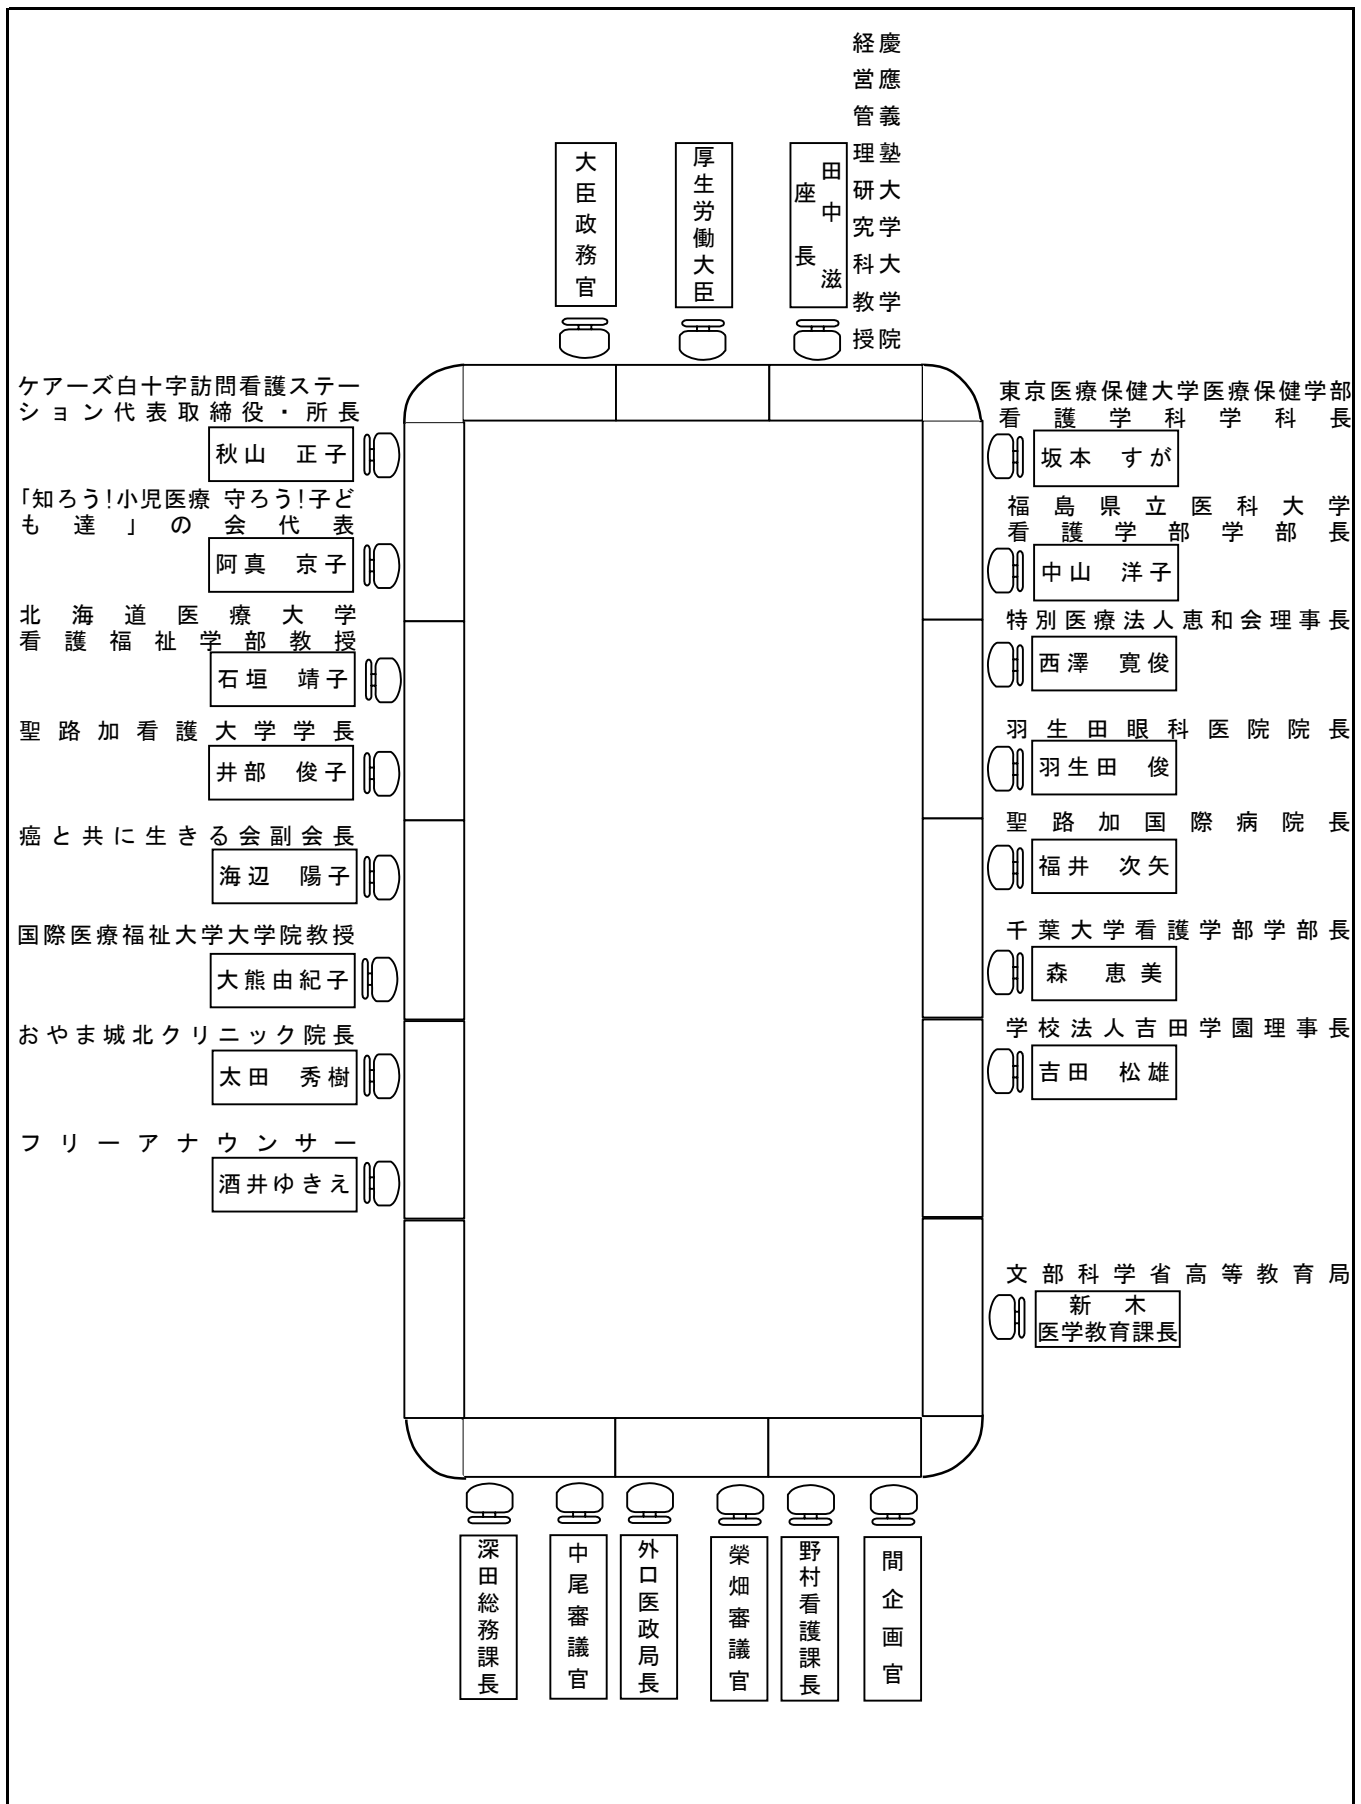 大臣政務官
厚生労働大臣
田中 滋
座長
慶應義塾大学大学院
経営管理研究科教授
ケアーズ白十字訪問看護ステー
ション代表取締役・所長
秋山 正子
「知ろう!小児医療 守ろう!子ど
も達」の会代表
阿真 京子
北海道医療大学
看護福祉学部教授
石垣 靖子
聖路加看護大学学長
井部 俊子
癌と共に生きる会副会長
海辺 陽子
国際医療福祉大学大学院教授
大熊由紀子
おやま城北クリニック院長
太田 秀樹
フリーアナウンサー
酒井ゆきえ
東京医療保健大学医療保健学部
看護学科学科長
坂本 すが
福島県立医科大学
看護学部学部長
中山 洋子
特別医療法人恵和会理事長
西澤 寛俊
羽生田眼科医院院長
羽生田 俊
聖路加国際病院長
福井 次矢
千葉大学看護学部学部長
森 恵美
学校法人吉田学園理事長
吉田 松雄
文部科学省高等教育局
新木
医学教育課長
深田総務課長
中尾審議官
外口医政局長
榮畑審議官
野村看護課長
間企画官